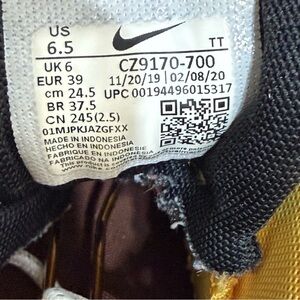 US
6.5
TT
UK 6
CZ9170-700
EUR 39
11/20/19 | 02/08/20
cm 24.5
UPC 00194496015317
BR 37.5
CN 245(2.5)
01MJPKJAZGFXX
MADE IN INDONESIA
HECHO EN INDONESIA
FABRIQUE EN INDONESIE
FABRICADO NA INDONESIA